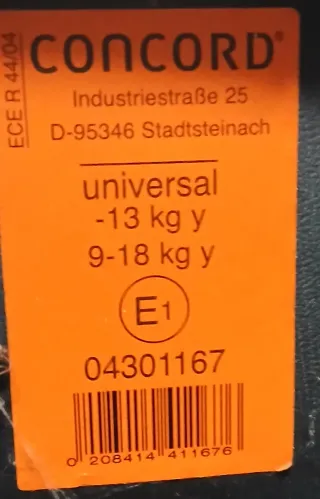 ECE R 44/04
CONCORD®
Industriestraße 25
D-95346 Stadtsteinach
universal
-13 kg y
9-18 kg y
E1
04301167
0 208414 411676